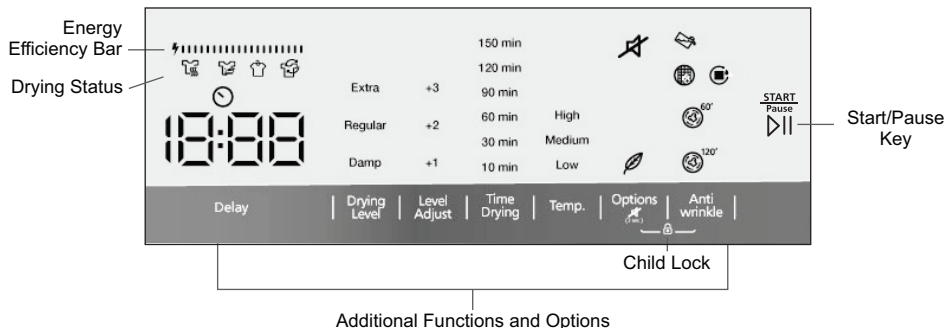 Energy
Efficiency Bar
Drying Status
18:88
Extra
Regular
Damp
+3
+2
+1
150 min
120 min
90 min
60 min
30 min
10 min
High
Medium
Low
60'
120'
START
Pause
Start/Pause
Key
Delay
Drying
Level
Level
Adjust
Time
Drying
Temp.
Options
(3 sec.)
Anti
wrinkle
Child Lock
Additional Functions and Options